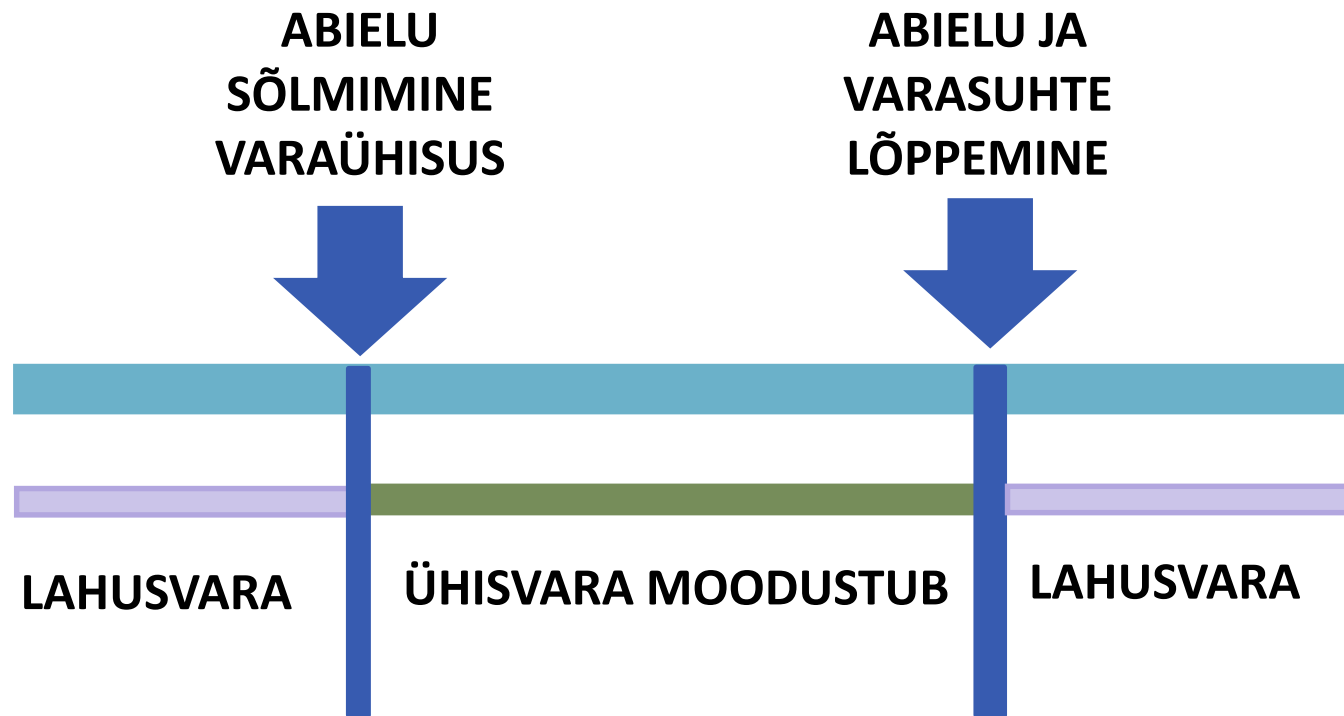 ABIELU
SÕLMIMINE
VARAÜHISUS
ABIELU JA
VARASUHTE
LÕPPEMINE
LAHUSVARA
ÜHISVARA MOODUSTUB
LAHUSVARA